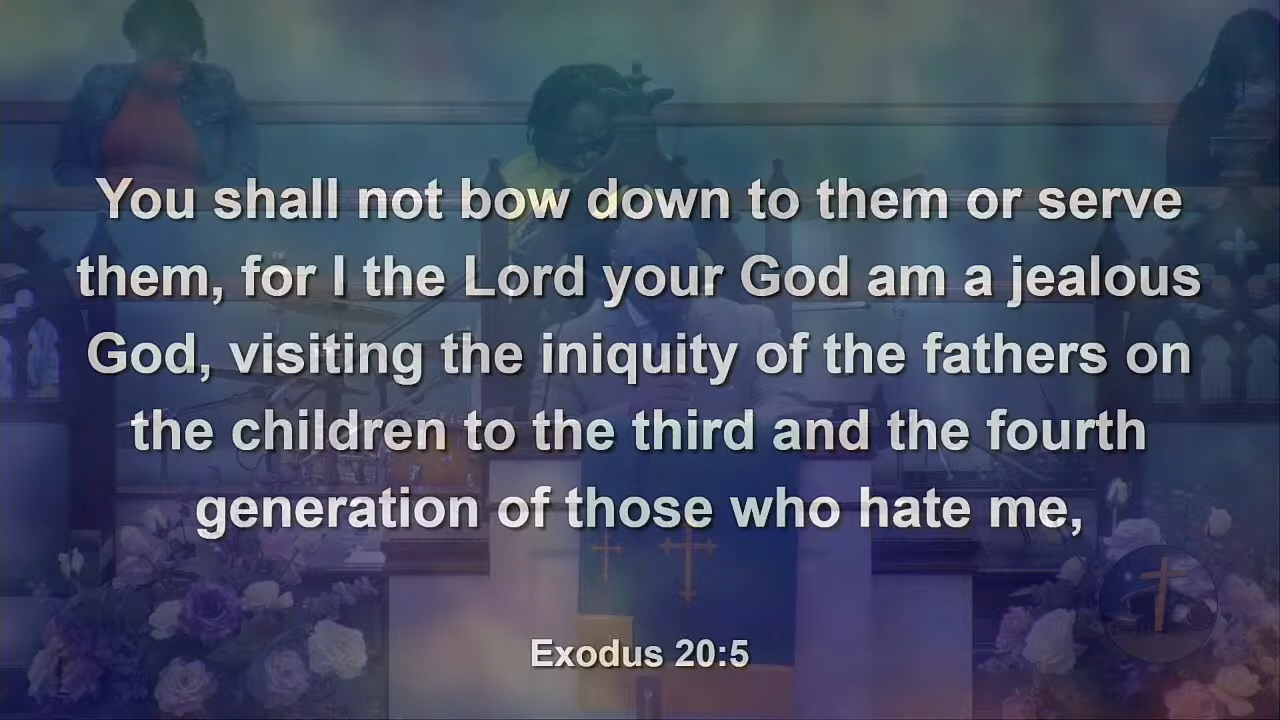 You shall not bow down to them or serve
them, for I the Lord your God am a jealous
God, visiting the iniquity of the fathers on
the children to the third and the fourth
generation of those who hate me,
Exodus 20:5